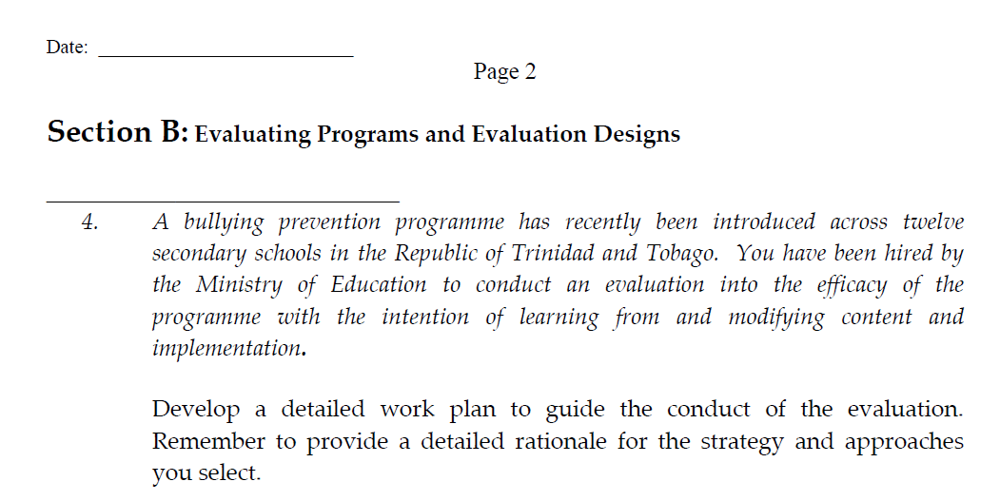 Date: ____________________________
Page 2
Section B: Evaluating Programs and Evaluation Designs
4. A bullying prevention programme has recently been introduced across twelve
secondary schools in the Republic of Trinidad and Tobago. You have been hired by
the Ministry of Education to conduct an evaluation into the efficacy of the
programme with the intention of learning from and modifying content and
implementation.
Develop a detailed work plan to guide the conduct of the evaluation.
Remember to provide a detailed rationale for the strategy and approaches
you select.